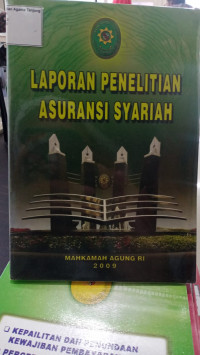 LAPORAN PENELITIAN
ASURANSI SYARIAH
MAHKAMAH AGUNG RI
2009
KEPAILITAN DAN PENUNDAAN
KEWAJIBAN PEMBAYARAN